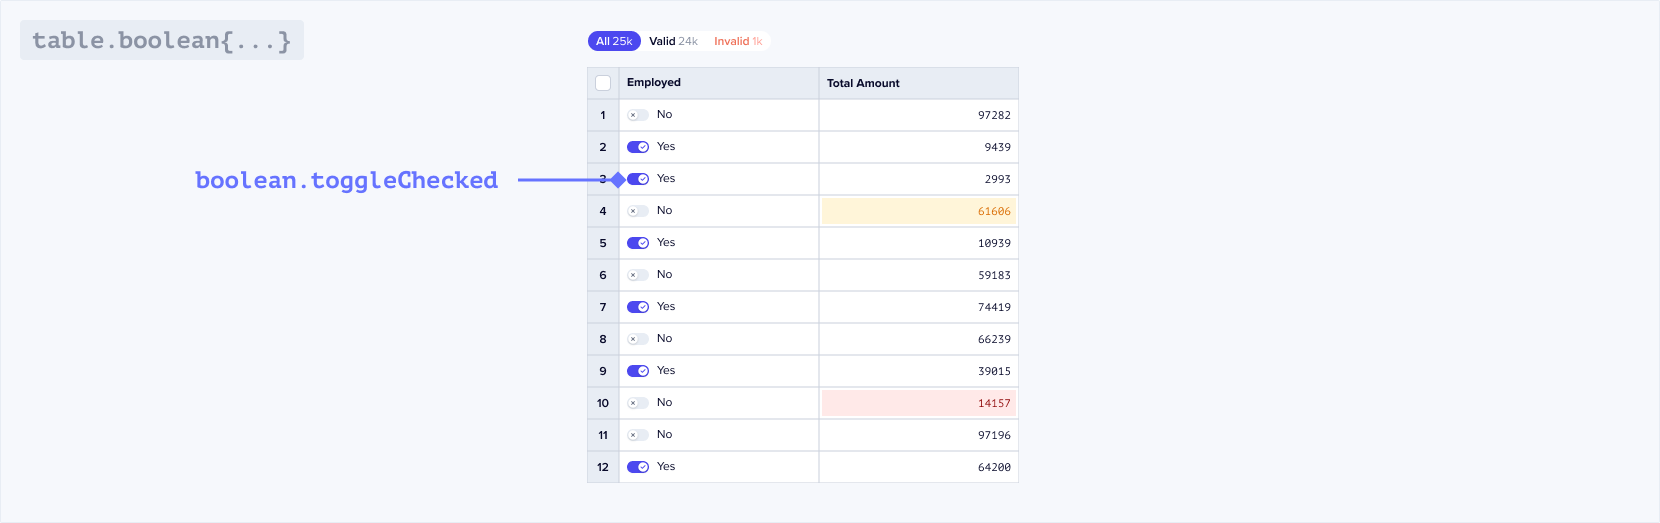 table.boolean{...}
All 25k Valid 24k Invalid 1k
Employed Total Amount
1 No 97282
2 Yes 9439
boolean.toggleChecked 3 Yes 2993
4 No 61606
5 Yes 10939
6 No 59183
7 Yes 74419
8 No 66239
9 Yes 39015
10 No 14157
11 No 97196
12 Yes 64200